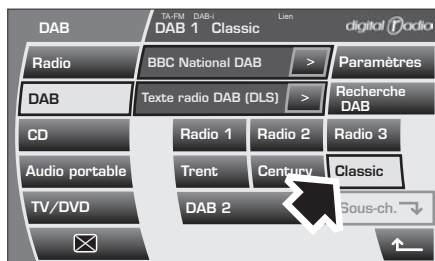 DAB
TA-FM DAB-i Lien
DAB 1 Classic
digital radio
Radio
BBC National DAB >
Paramètres
DAB
Texte radio DAB (DLS) >
Recherche DAB
CD
Radio 1
Radio 2
Radio 3
Audio portable
Trent
Century
Classic
TV/DVD
DAB 2
Sous-ch.